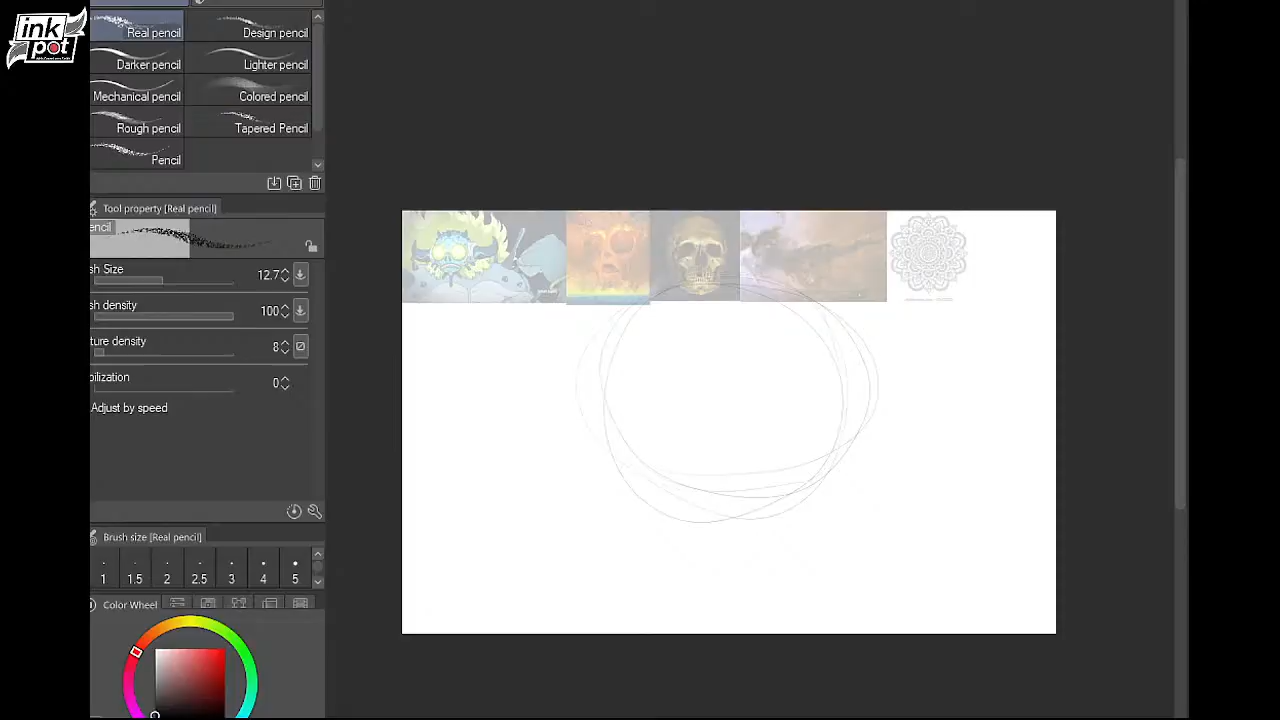 ink
pot
Real pencil
Design pencil
Darker pencil
Lighter pencil
Mechanical pencil
Colored pencil
Rough pencil
Tapered Pencil
Pencil
Tool property [Real pencil]
encil
sh Size
12.7
sh density
100
ture density
8
bilization
0
Adjust by speed
Brush size [Real pencil]
1 1.5 2 2.5 3 4 5
Color Wheel